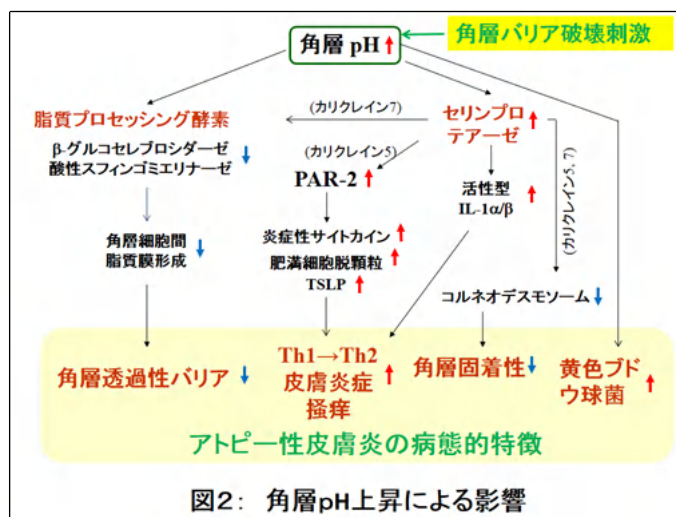 角層 pH
角層バリア破壊刺激
脂質プロセッシング酵素
β-グルコセレブロシダーゼ
酸性スフィンゴミエリナーゼ
(カリクレイン7)
セリンプロ
テアーゼ
(カリクレイン5)
PAR-2
活性型
IL-1α/β
(カリクレイン5, 7)
角層細胞間
脂質膜形成
炎症性サイトカイン
肥満細胞脱顆粒
TSLP
コルネオデスモソーム
角層透過性バリア
Th1→Th2
皮膚炎症
掻痒
角層固着性
黄色ブド
ウ球菌
アトピー性皮膚炎の病態的特徴
図2: 角層pH上昇による影響